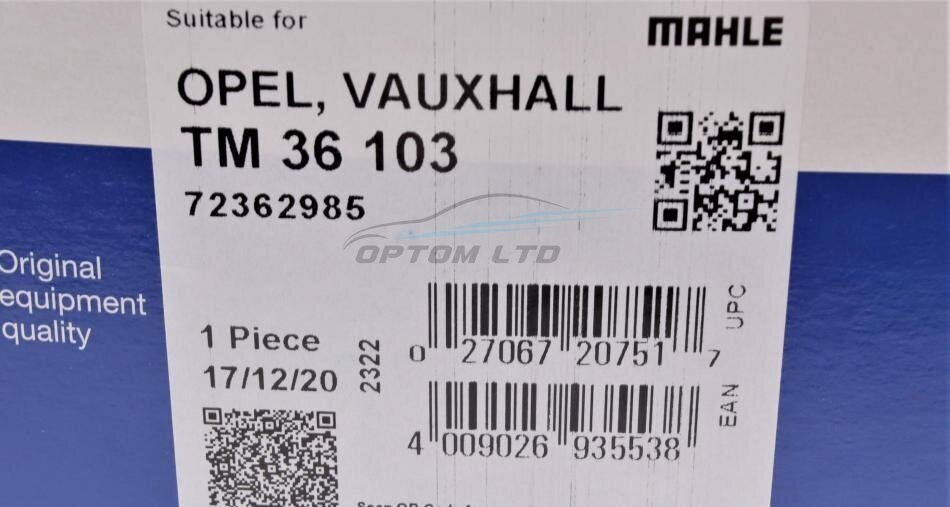 Suitable for
MAHLE
OPEL, VAUXHALL
TM 36 103
72362985
OPTOM LTD
Original
equipment
quality
1 Piece
17/12/20
2322
0 27067 20751 7
UPC
4 009026 935538
EAN